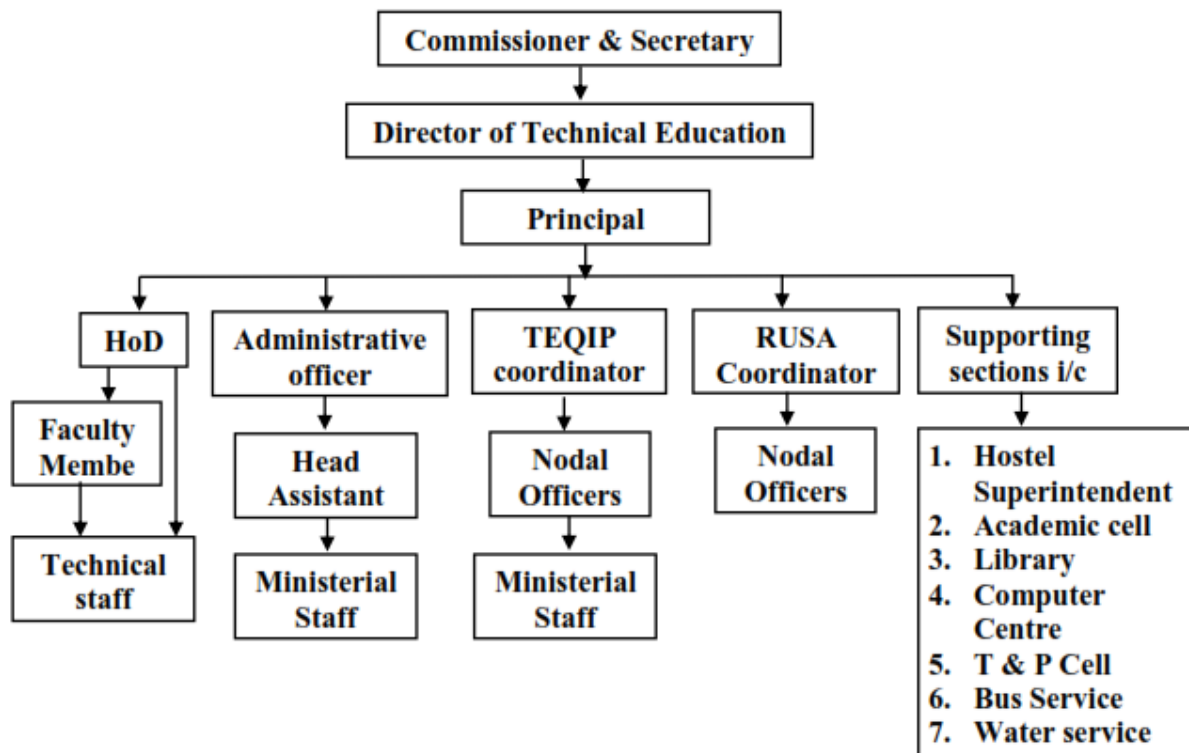 Commissioner & Secretary
Director of Technical Education
Principal
HoD
Administrative
officer
TEQIP
coordinator
RUSA
Coordinator
Supporting
sections i/c
Faculty
Membe
Head
Assistant
Nodal
Officers
Nodal
Officers
1. Hostel
Superintendent
2. Academic cell
3. Library
4. Computer
Centre
5. T & P Cell
6. Bus Service
7. Water service
Technical
staff
Ministerial
Staff
Ministerial
Staff